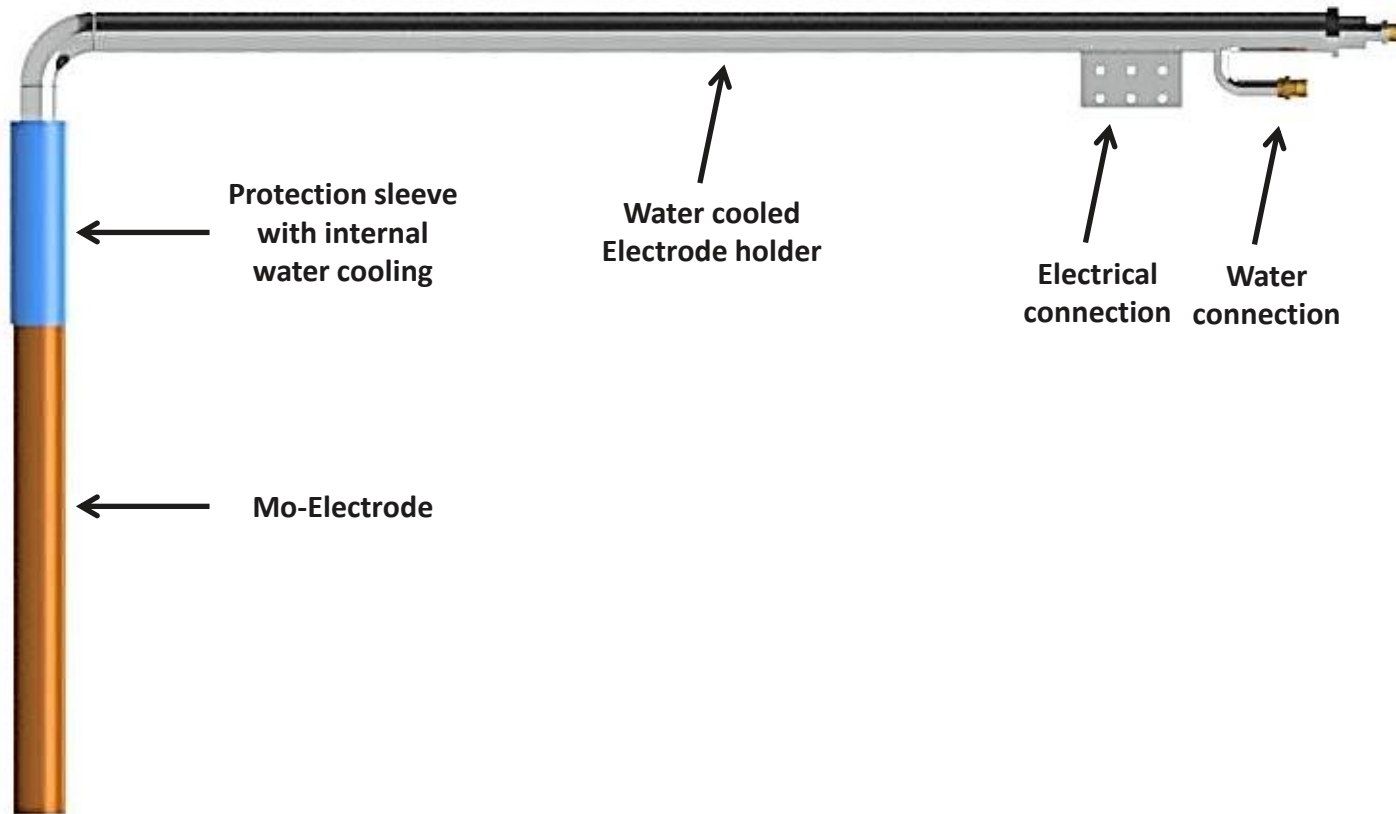 Protection sleeve
with internal
water cooling
Water cooled
Electrode holder
Electrical
connection
Water
connection
Mo-Electrode